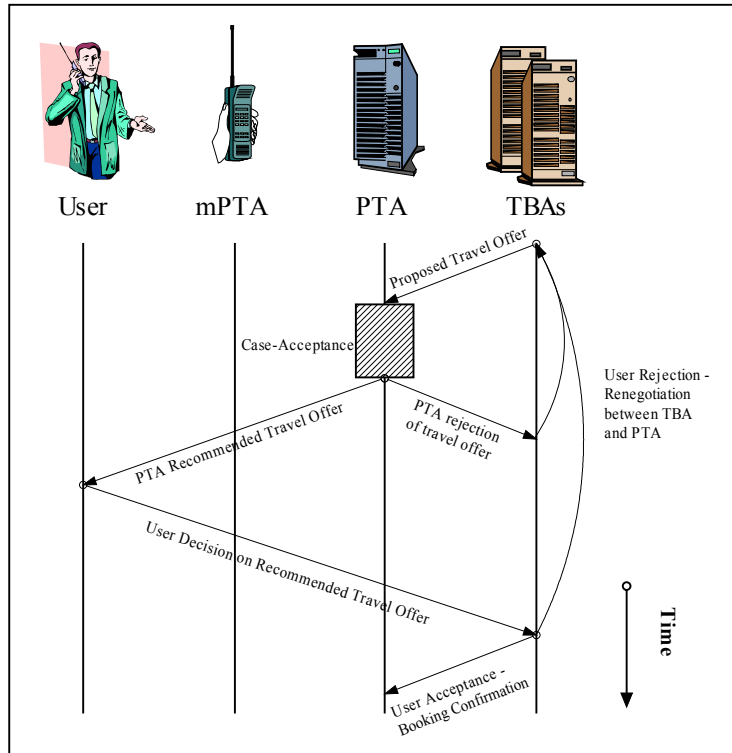 User
mPTA
PTA
TBAs
Proposed Travel Offer
Case-Acceptance
User Rejection -
Renegotiation
between TBA
and PTA
PTA Recommended Travel Offer
PTA rejection
of travel offer
User Decision on Recommended Travel Offer
Time
User Acceptance -
Booking Confirmation